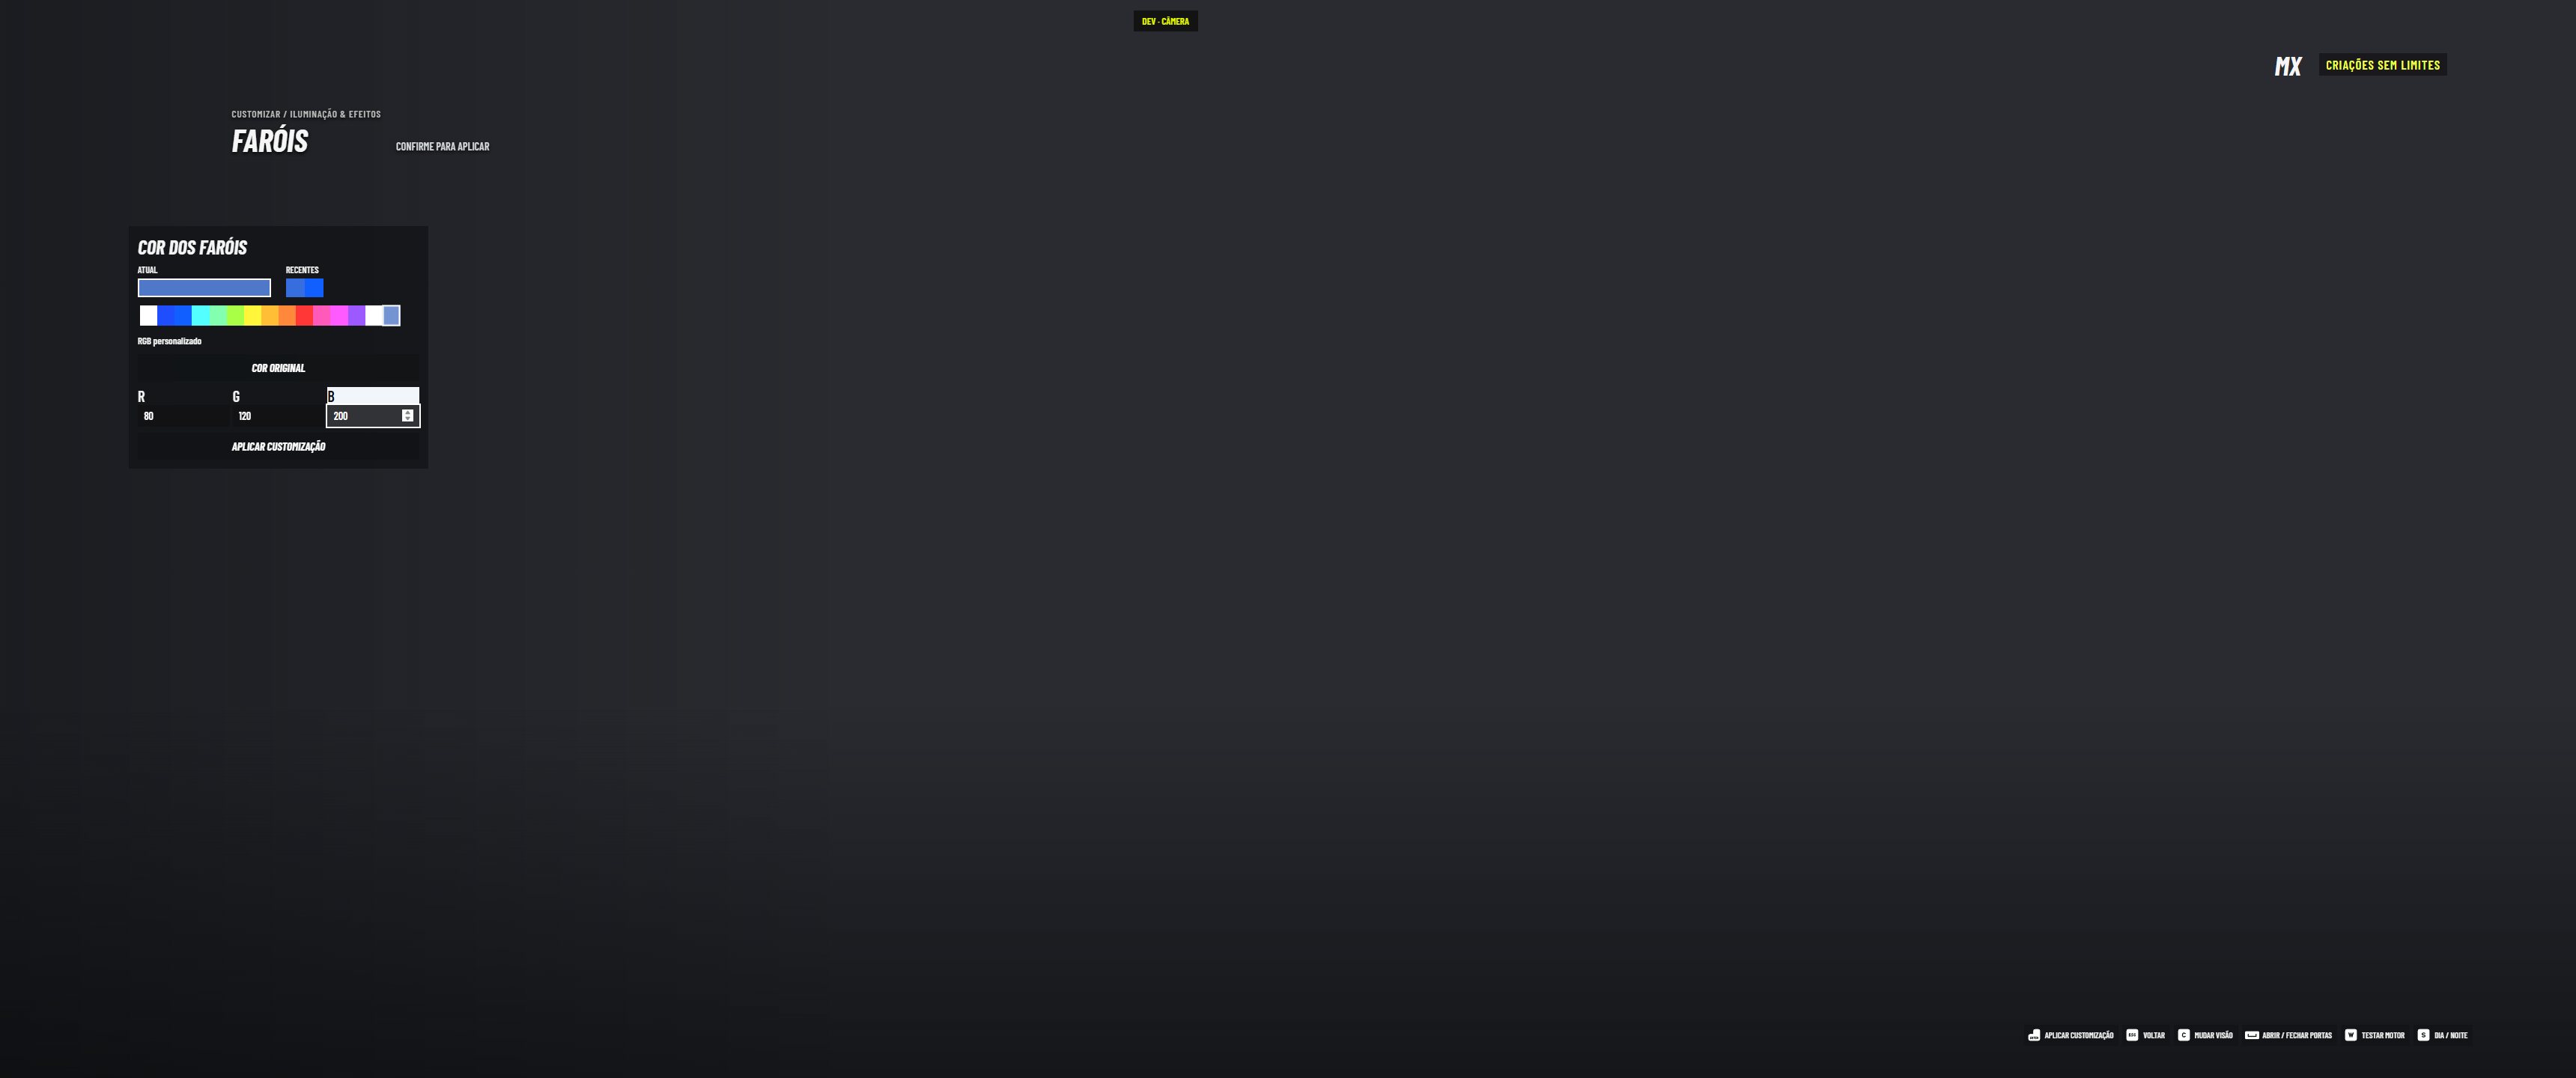 DEV - CÂMERA
MX CRIAÇÕES SEM LIMITES
CUSTOMIZAR / ILUMINAÇÃO & EFEITOS
FARÓIS
CONFIRME PARA APLICAR
COR DOS FARÓIS
ATUAL RECENTES
RGB personalizado
COR ORIGINAL
R G B
80 120 200
APLICAR CUSTOMIZAÇÃO
APLICAR CUSTOMIZAÇÃO ESC VOLTAR C MUDAR VISÃO ABRIR / FECHAR PORTAS W TESTAR MOTOR S DIA / NOITE